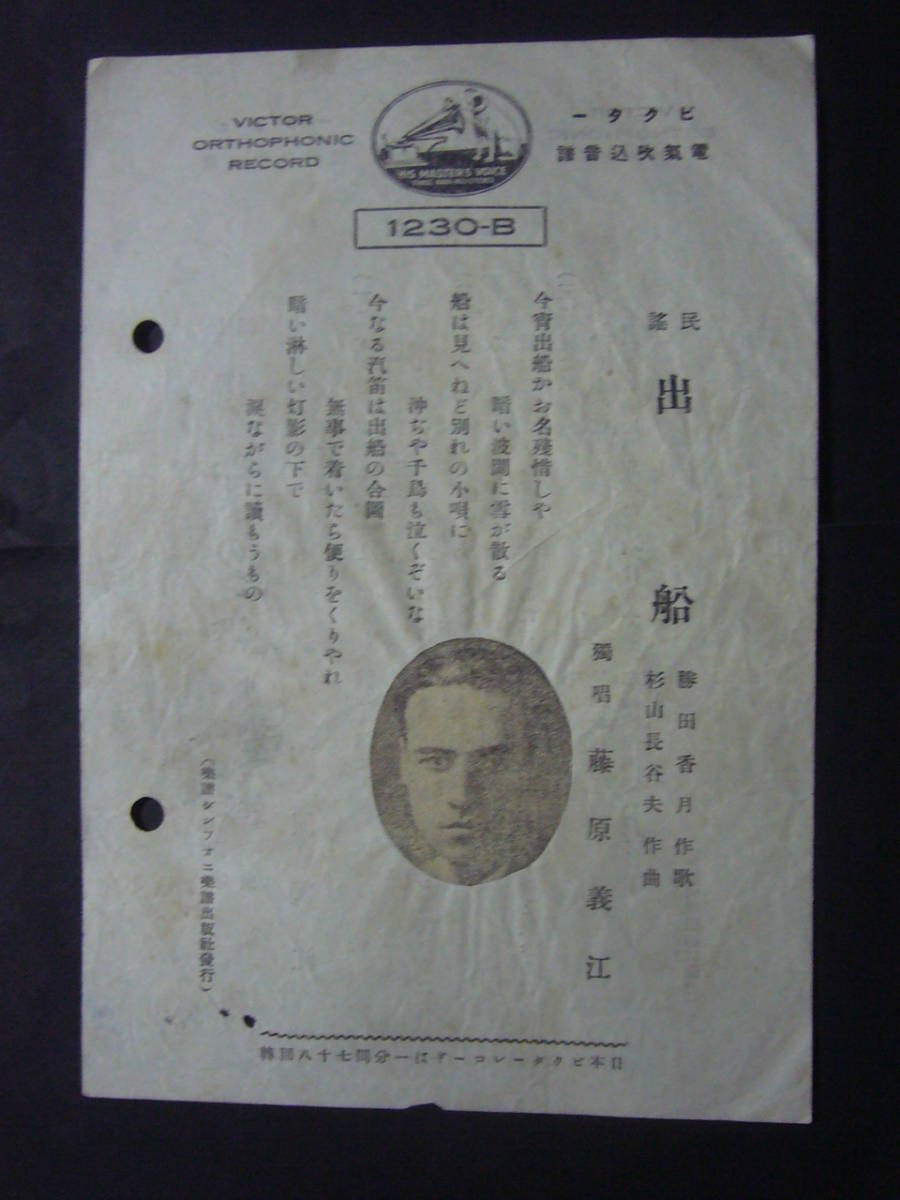 VICTOR
ORTHOPHONIC
RECORD
HIS MASTER'S VOICE
ビクター
電氣吹込音譜
1230-B
民謠
出船
勝田香月作歌
杉山長谷夫作曲
獨唱 藤原義江
(一)
今宵出船かお名殘惜しや
暗い波間に雪が散る
船は見へねど別れの小唄に
沖ぢや千鳥も泣くぞいな
今なる汽笛は出船の合圖
無事で着いたら便りをくりやれ
暗い淋しい灯影の下で
涙ながらに讀もうもの
(樂譜シンフオニ樂譜出版社發行)
日本ビクターレコードは一分間七十八回轉